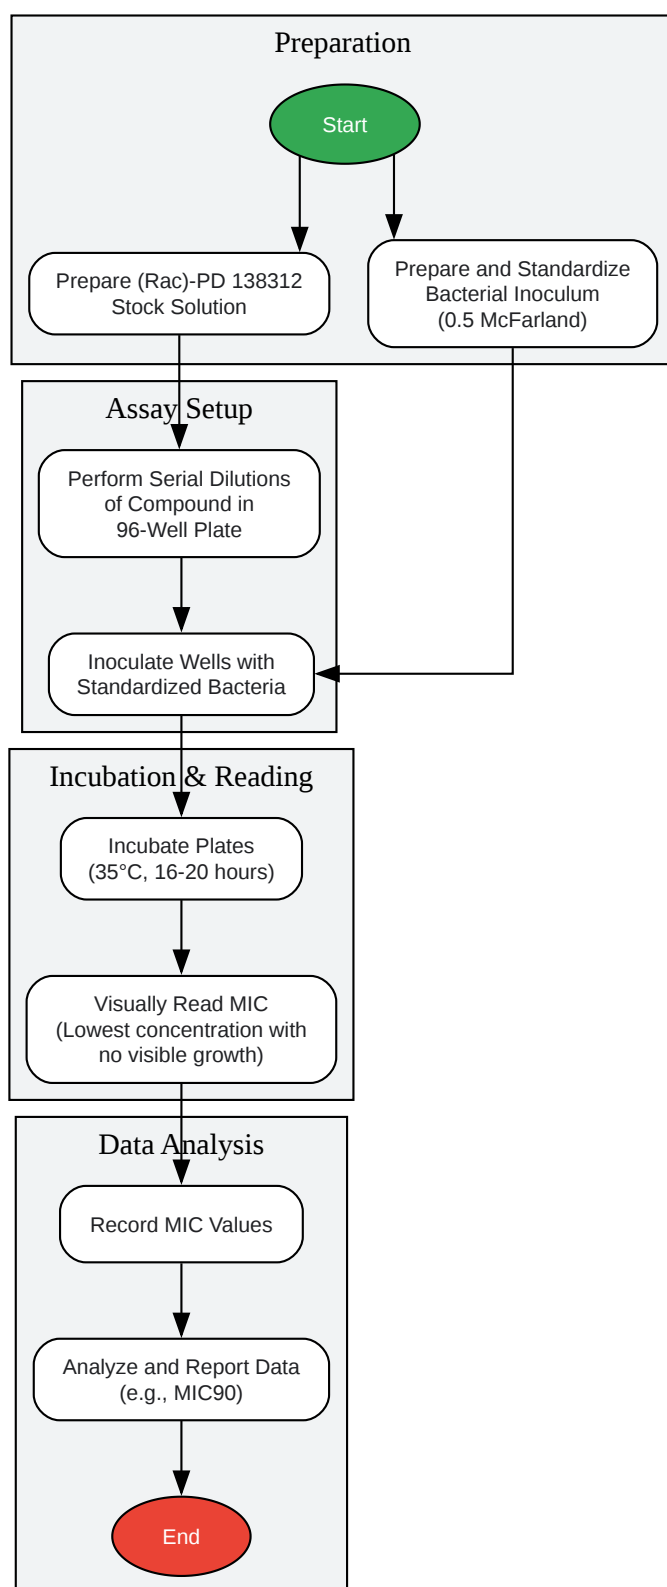 Preparation
Start
Prepare (Rac)-PD 138312
Stock Solution
Prepare and Standardize
Bacterial Inoculum
(0.5 McFarland)
Assay Setup
Perform Serial Dilutions
of Compound in
96-Well Plate
Inoculate Wells with
Standardized Bacteria
Incubation & Reading
Incubate Plates
(35°C, 16-20 hours)
Visually Read MIC
(Lowest concentration with
no visible growth)
Data Analysis
Record MIC Values
Analyze and Report Data
(e.g., MIC90)
End